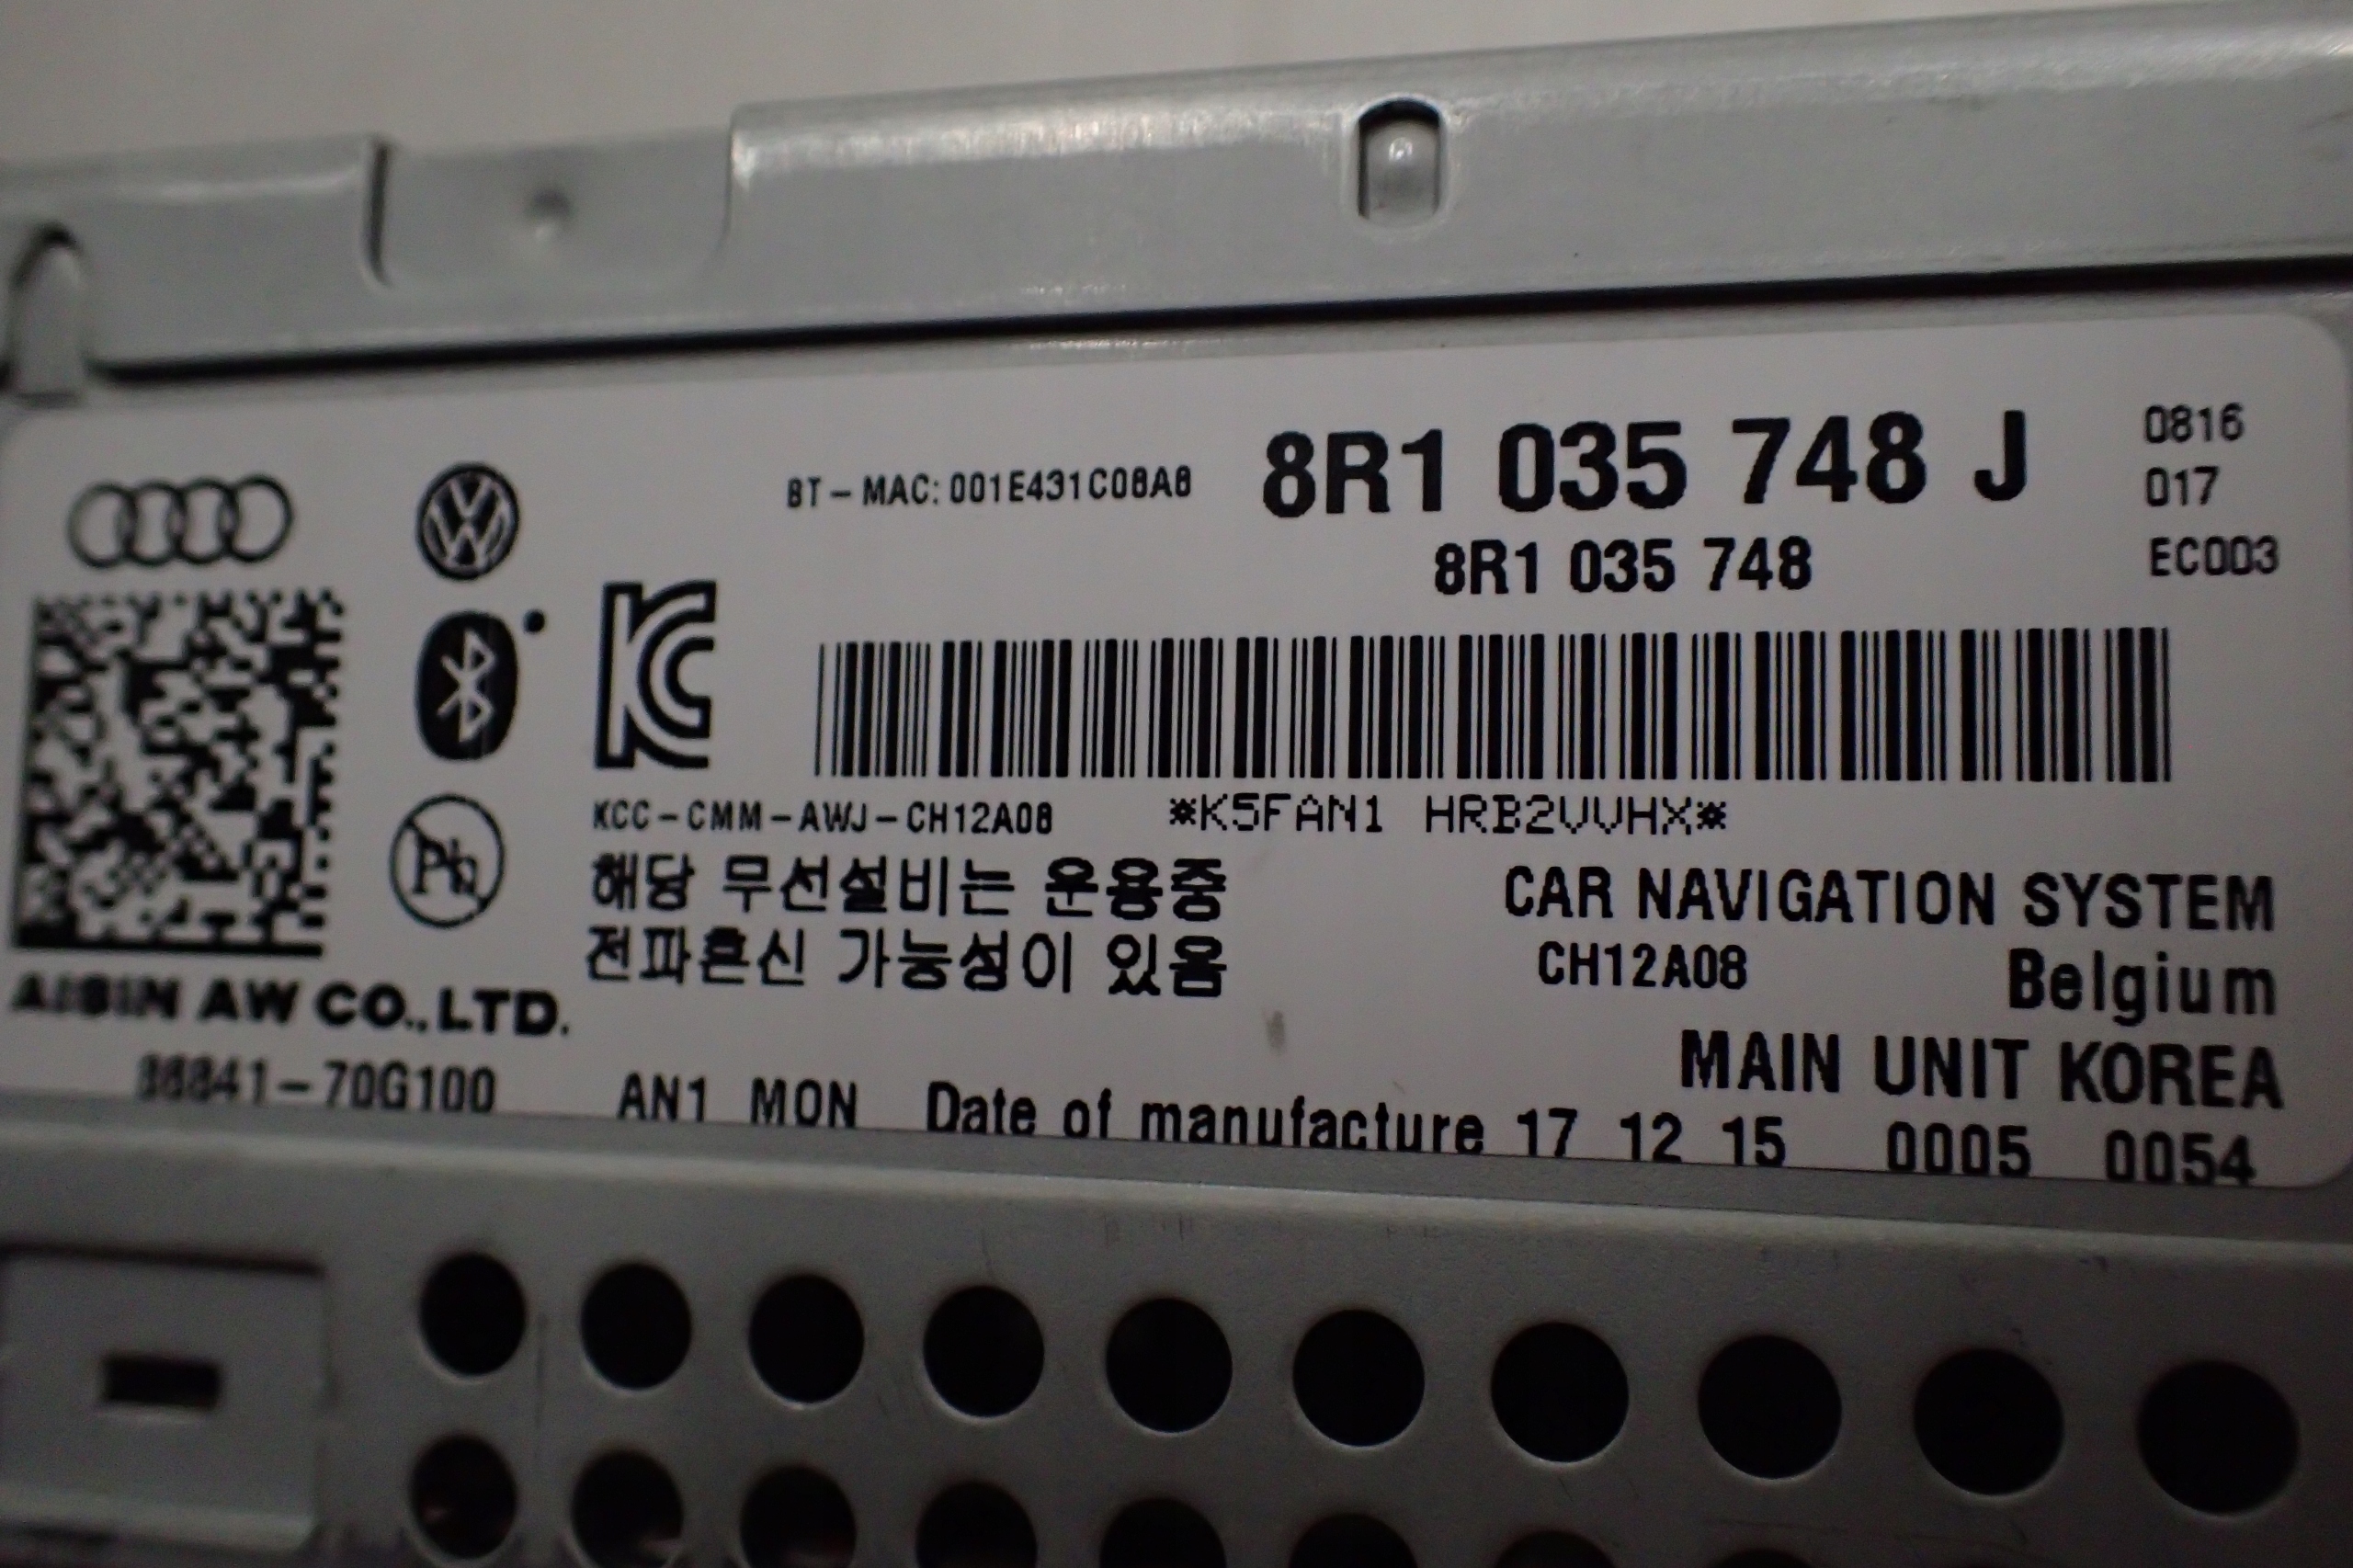 BT-MAC: 001E431C08A8
8R1 035 748 J
0816
017
EC003
8R1 035 748
KCC-CMM-AWJ-CH12A08
*K5FAN1 HRB2VVHX*
해당 무선설비는 운용중
전파혼신 가능성이 있음
CAR NAVIGATION SYSTEM
CH12A08 Belgium
MAIN UNIT KOREA
Pb
AISIN AW CO.,LTD.
86841-70G100
AN1 MON Date of manufacture 17 12 15 0005 0054